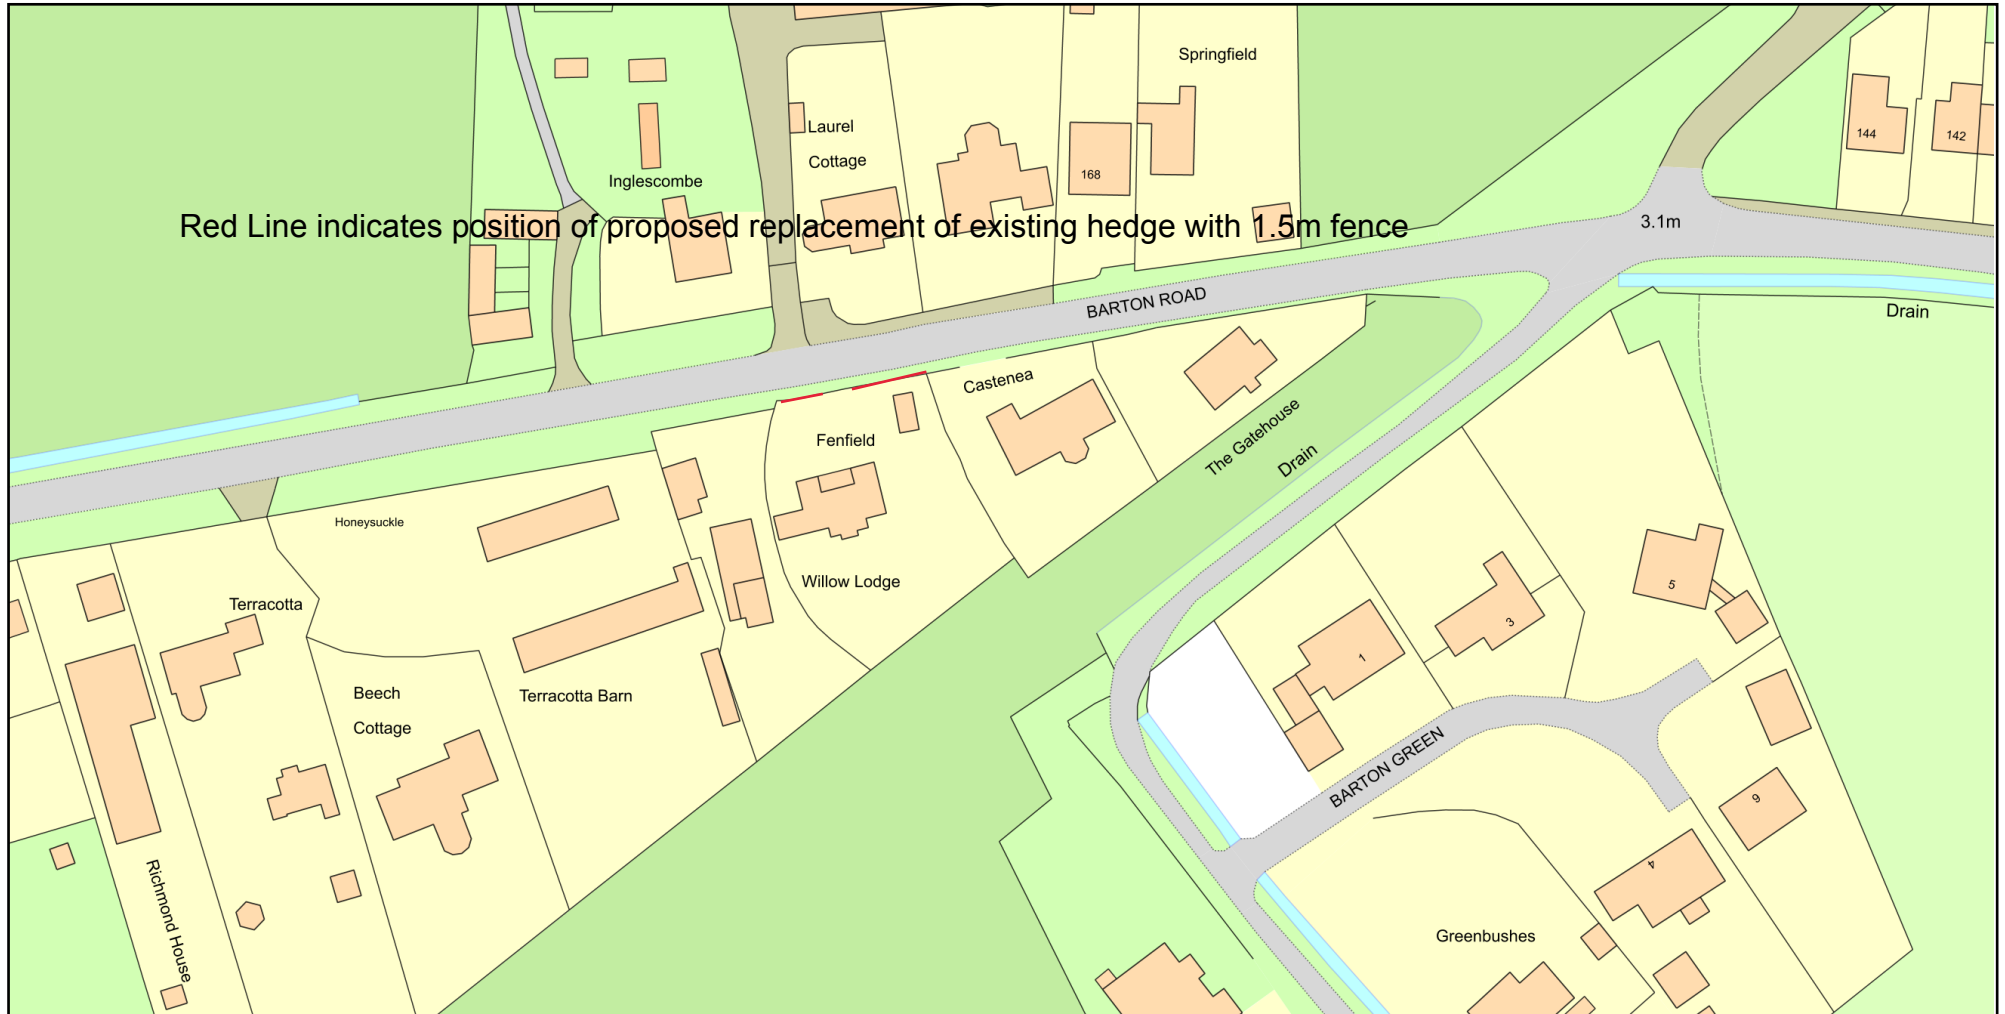 Springfield
Laurel
Cottage
144
142
168
Inglescombe
Red Line indicates position of proposed replacement of existing hedge with 1.5m fence
3.1m
BARTON ROAD
Drain
Castenea
Fenfield
The Gatehouse
Drain
Honeysuckle
Willow Lodge
Terracotta
5
3
1
Beech
Cottage
Terracotta Barn
BARTON GREEN
6
4
Richmond House
Greenbushes